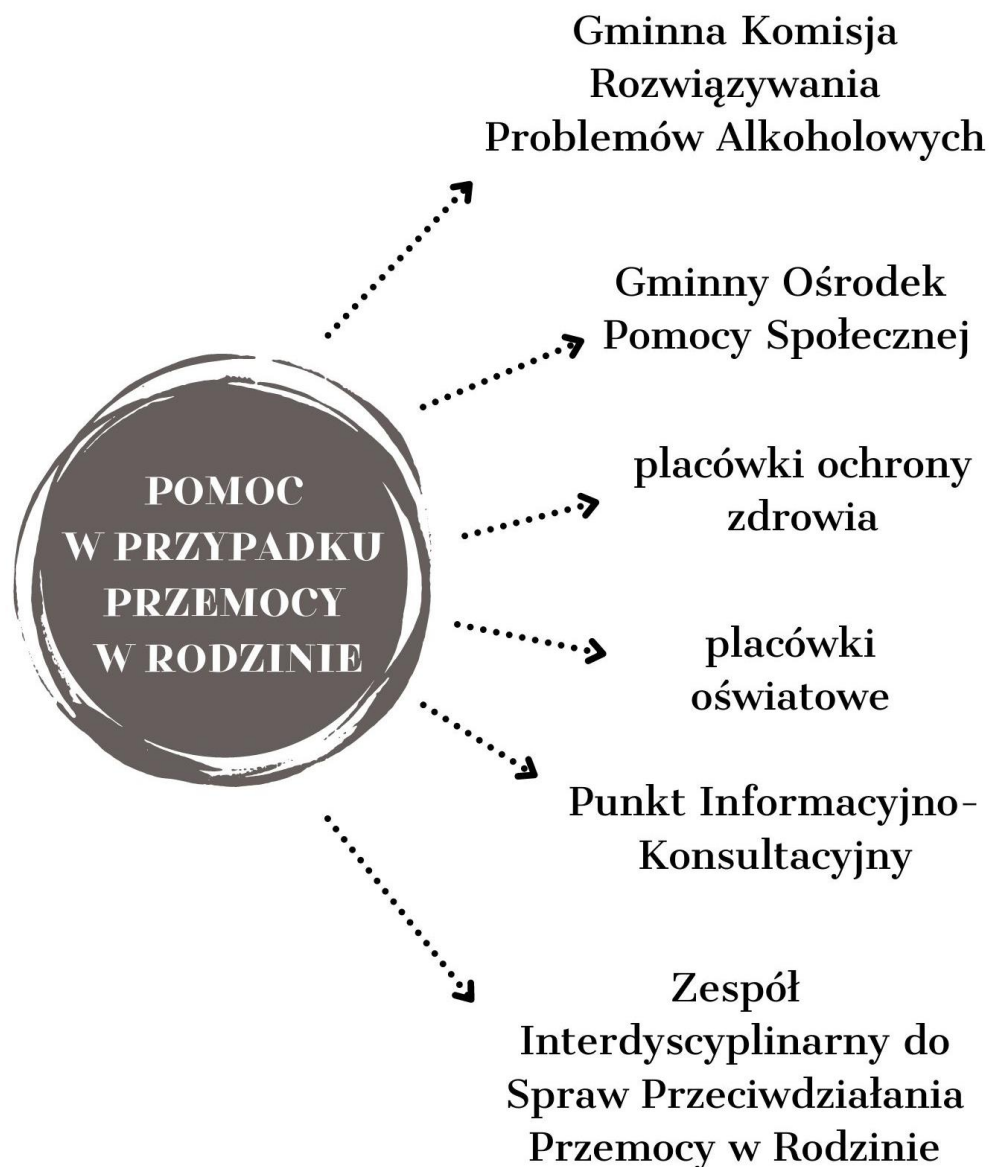 Gminna Komisja
Rozwiązywania
Problemów Alkoholowych
Gminny Ośrodek
Pomocy Społecznej
placówki ochrony
zdrowia
POMOC
W PRZYPADKU
PRZEMOCY
W RODZINIE
placówki
oświatowe
Punkt Informacyjno-
Konsultacyjny
Zespół
Interdyscyplinarny do
Spraw Przeciwdziałania
Przemocy w Rodzinie